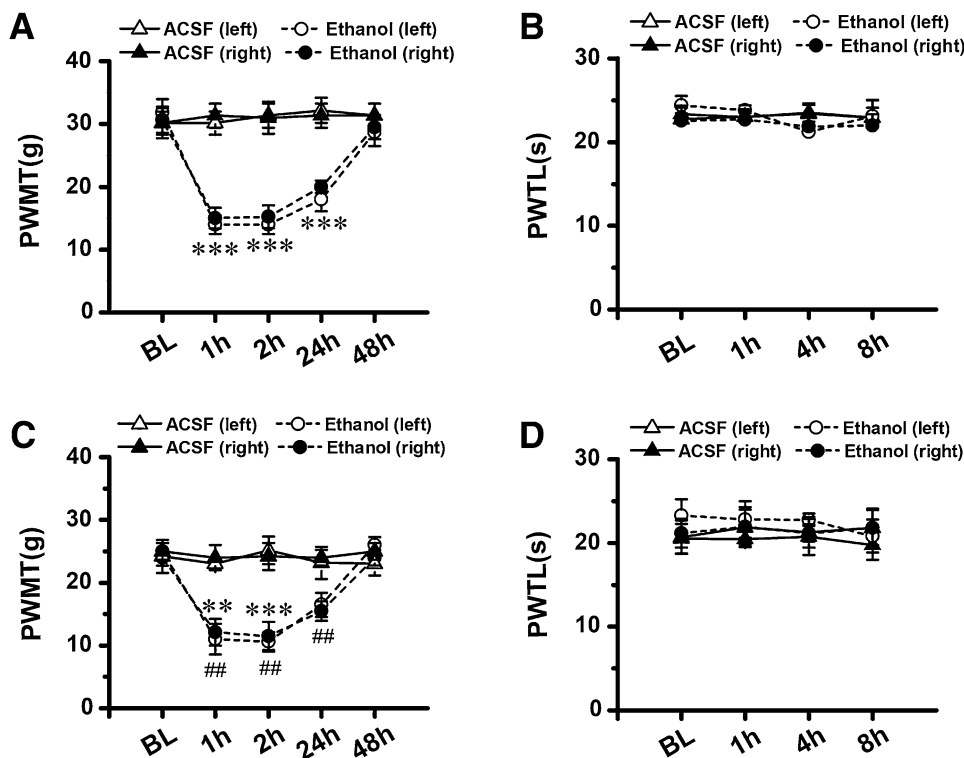 A
ACSF (left) Ethanol (left)
ACSF (right) Ethanol (right)
PWMT(g)
40
30
20
10
0
*** *** ***
BL 1h 2h 24h 48h
B
ACSF (left) Ethanol (left)
ACSF (right) Ethanol (right)
PWTL(s)
30
20
10
0
BL 1h 4h 8h
C
ACSF (left) Ethanol (left)
ACSF (right) Ethanol (right)
PWMT(g)
40
30
20
10
0
** ***
## ## ##
BL 1h 2h 24h 48h
D
ACSF (left) Ethanol (left)
ACSF (right) Ethanol (right)
PWTL(s)
30
20
10
0
BL 1h 4h 8h